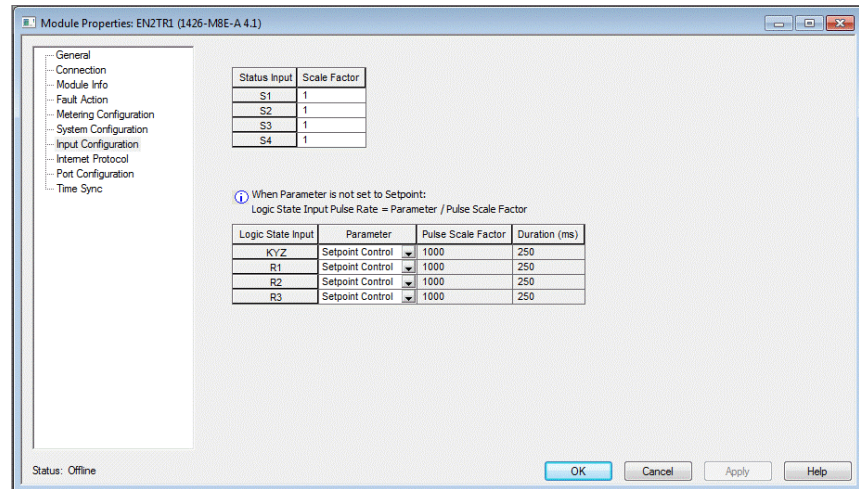 Module Properties: EN2TR1 (1426-M8E-A 4.1)
General
Connection
Module Info
Fault Action
Metering Configuration
System Configuration
Input Configuration
Internet Protocol
Port Configuration
Time Sync
Status Input Scale Factor
S1 1
S2 1
S3 1
S4 1
When Parameter is not set to Setpoint:
Logic State Input Pulse Rate = Parameter / Pulse Scale Factor
Logic State Input Parameter Pulse Scale Factor Duration (ms)
KYZ Setpoint Control 1000 250
R1 Setpoint Control 1000 250
R2 Setpoint Control 1000 250
R3 Setpoint Control 1000 250
Status: Offline
OK Cancel Apply Help